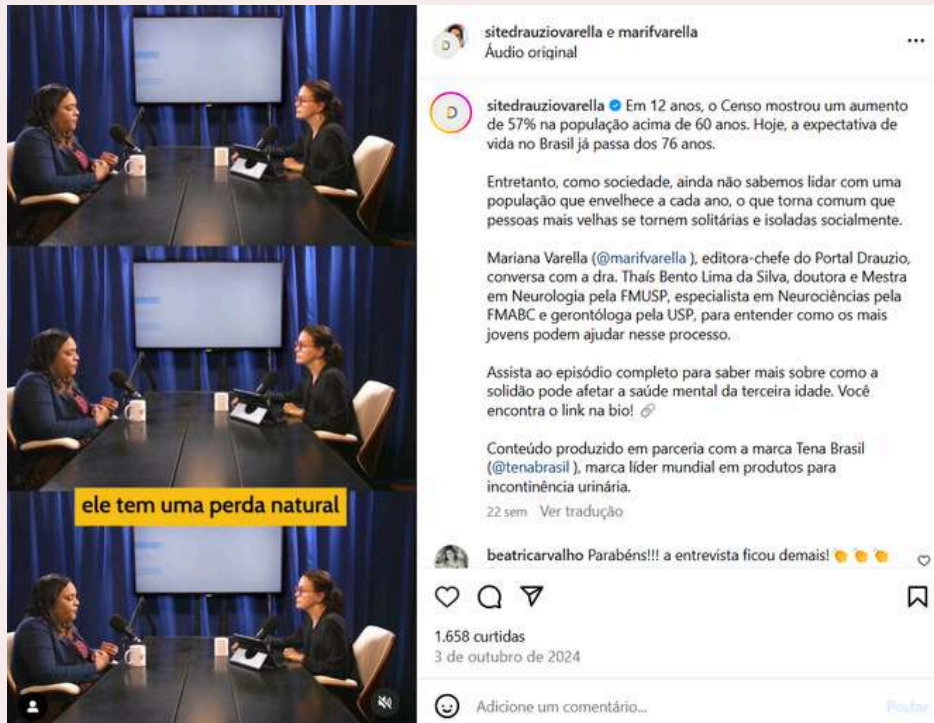 ele tem uma perda natural
sitedrauziovarella e marifvarella
Áudio original
sitedrauziovarella Em 12 anos, o Censo mostrou um aumento
de 57% na população acima de 60 anos. Hoje, a expectativa de
vida no Brasil já passa dos 76 anos.
Entretanto, como sociedade, ainda não sabemos lidar com uma
população que envelhece a cada ano, o que torna comum que
pessoas mais velhas se tornem solitárias e isoladas socialmente.
Mariana Varella (@marifvarella ), editora-chefe do Portal Drauzio,
conversa com a dra. Thaís Bento Lima da Silva, doutora e Mestra
em Neurologia pela FMUSP, especialista em Neurociências pela
FMABC e gerontóloga pela USP, para entender como os mais
jovens podem ajudar nesse processo.
Assista ao episódio completo para saber mais sobre como a
solidão pode afetar a saúde mental da terceira idade. Você
encontra o link na bio! 🔗
Conteúdo produzido em parceria com a marca Tena Brasil
(@tenabrasil ), marca líder mundial em produtos para
incontinência urinária.
22 sem Ver tradução
beatricarvalho Parabéns!!! a entrevista ficou demais! 👏 👏 👏
1.658 curtidas
3 de outubro de 2024
Adicione um comentário...
Postar